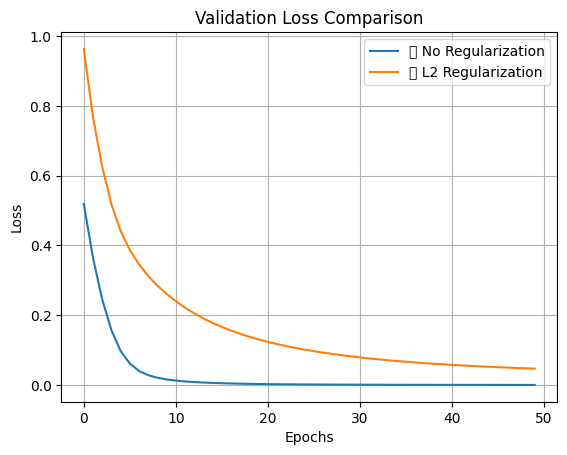 Validation Loss Comparison
No Regularization
L2 Regularization
Loss
1.0
0.8
0.6
0.4
0.2
0.0
0 10 20 30 40 50
Epochs